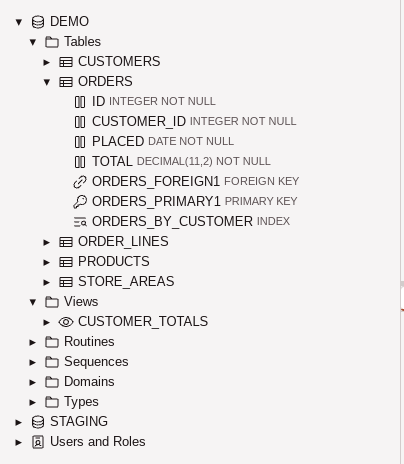 DEMO
Tables
CUSTOMERS
ORDERS
ID INTEGER NOT NULL
CUSTOMER_ID INTEGER NOT NULL
PLACED DATE NOT NULL
TOTAL DECIMAL(11,2) NOT NULL
ORDERS_FOREIGN1 FOREIGN KEY
ORDERS_PRIMARY1 PRIMARY KEY
ORDERS_BY_CUSTOMER INDEX
ORDER_LINES
PRODUCTS
STORE_AREAS
Views
CUSTOMER_TOTALS
Routines
Sequences
Domains
Types
STAGING
Users and Roles